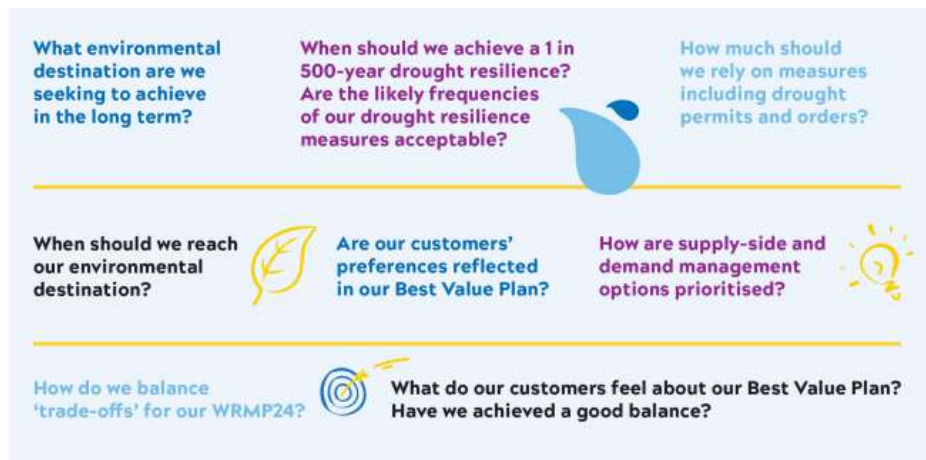 What environmental
destination are we
seeking to achieve
in the long term?
When should we achieve a 1 in
500-year drought resilience?
Are the likely frequencies
of our drought resilience
measures acceptable?
How much should
we rely on measures
including drought
permits and orders?
When should we reach
our environmental
destination?
Are our customers’
preferences reflected
in our Best Value Plan?
How are supply-side and
demand management
options prioritised?
How do we balance
‘trade-offs’ for our WRMP24?
What do our customers feel about our Best Value Plan?
Have we achieved a good balance?